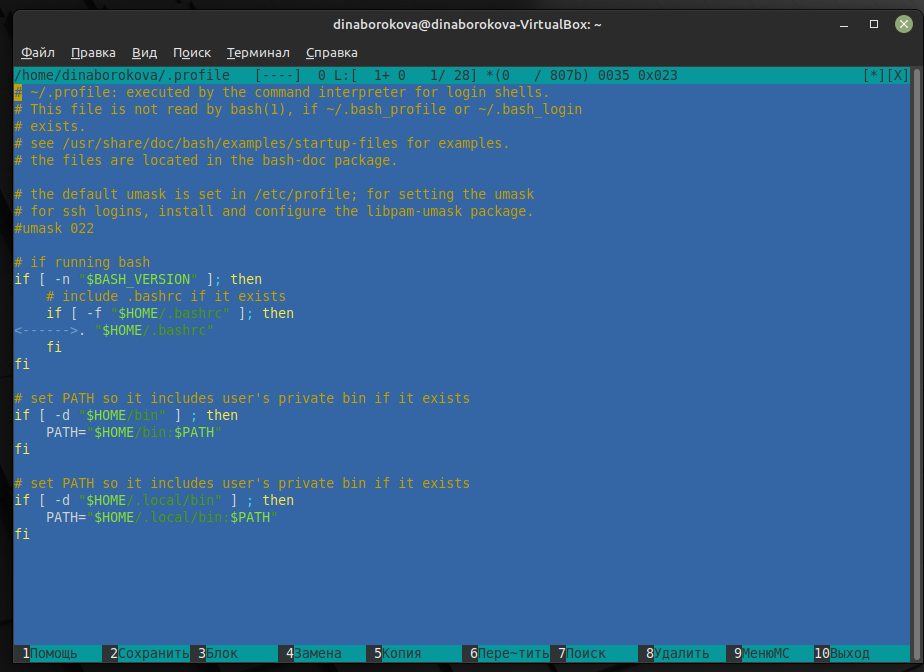 dinaborokova@dinaborokova-VirtualBox: ~
Файл Правка Вид Поиск Терминал Справка
/home/dinaborokova/.profile   [----]  0 L:[  1+ 0   1/ 28] *(0   / 807b) 0035 0x023 [*][X]
# ~/.profile: executed by the command interpreter for login shells.
# This file is not read by bash(1), if ~/.bash_profile or ~/.bash_login
# exists.
# see /usr/share/doc/bash/examples/startup-files for examples.
# the files are located in the bash-doc package.
# the default umask is set in /etc/profile; for setting the umask
# for ssh logins, install and configure the libpam-umask package.
#umask 022
# if running bash
if [ -n "$BASH_VERSION" ]; then
    # include .bashrc if it exists
    if [ -f "$HOME/.bashrc" ]; then
<------>. "$HOME/.bashrc"
    fi
fi
# set PATH so it includes user's private bin if it exists
if [ -d "$HOME/bin" ] ; then
    PATH="$HOME/bin:$PATH"
fi
# set PATH so it includes user's private bin if it exists
if [ -d "$HOME/.local/bin" ] ; then
    PATH="$HOME/.local/bin:$PATH"
fi
1Помощь 2Сохранить 3Блок 4Замена 5Копия 6Пере~тить 7Поиск 8Удалить 9МенюMC 10Выход